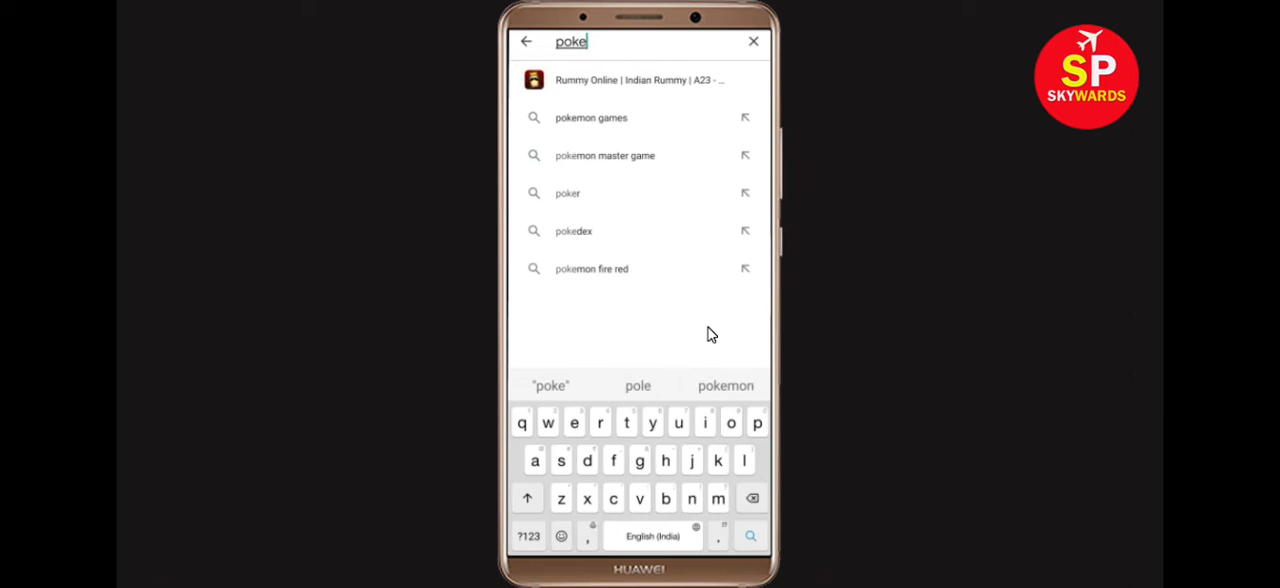 poke
Rummy Online | Indian Rummy | A23 - ...
pokemon games
pokemon master game
poker
pokedex
pokemon fire red
"poke" pole pokemon
q w e r t y u i o p
a s d f g h j k l
z x c v b n m
?123 , English (India) .
HUAWEI
SP
SKYWARDS